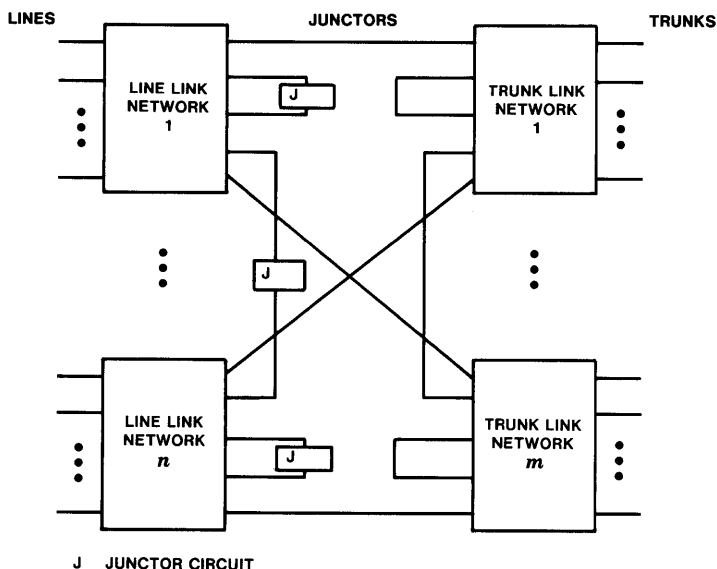 LINES
JUNCTORS
TRUNKS
LINE LINK
NETWORK
1
J
TRUNK LINK
NETWORK
1
J
LINE LINK
NETWORK
n
J
TRUNK LINK
NETWORK
m
J JUNCTOR CIRCUIT